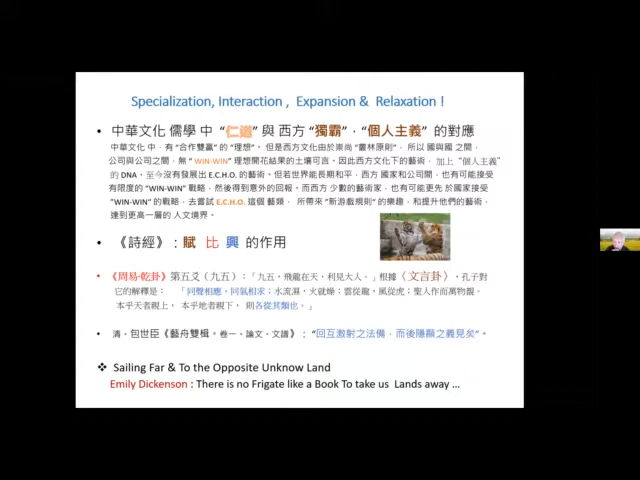 Specialization, Interaction , Expansion & Relaxation !
• 中華文化 儒學 中 “仁道” 與 西方 “獨霸”, “個人主義” 的對應
中華文化 中，有 “合作雙贏” 的 “理想”。但是西方文化由於崇尚 “叢林原則”，所以 國與國 之間，
公司與公司之間，無 “WIN-WIN” 理想開花結果的土壤可言。因此西方文化下的藝術，加上 “個人主義”
的 DNA，至今沒有發展出 E.C.H.O. 的藝術。但若世界能長期和平，西方 國家和公司間，也有可能接受
有限度的 “WIN-WIN” 戰略，然後得到意外的回報。而西方 少數的藝術家，也有可能更先 於國家接受
“WIN-WIN” 的戰略，去嘗試 E.C.H.O. 這個 藝類，所帶來 “新游戲規則” 的樂趣，和提升他們的藝術，
達到更高一層的 人文境界。
• 《詩經》：賦 比 興 的作用
• 《周易·乾卦》第五爻（九五）：「九五，飛龍在天，利見大人。」根據〈文言卦〉，孔子對
它的解釋是： 「同聲相應，同氣相求；水流濕，火就燥；雲從龍，風從虎；聖人作而萬物覩。
本乎天者親上，本乎地者親下，則各從其類也。」
• 清．包世臣《藝舟雙楫。卷一。論文。文譜》：“回互激射之法備，而後隱顯之義見矣”。
❖ Sailing Far & To the Opposite Unknow Land
Emily Dickenson : There is no Frigate like a Book To take us Lands away …